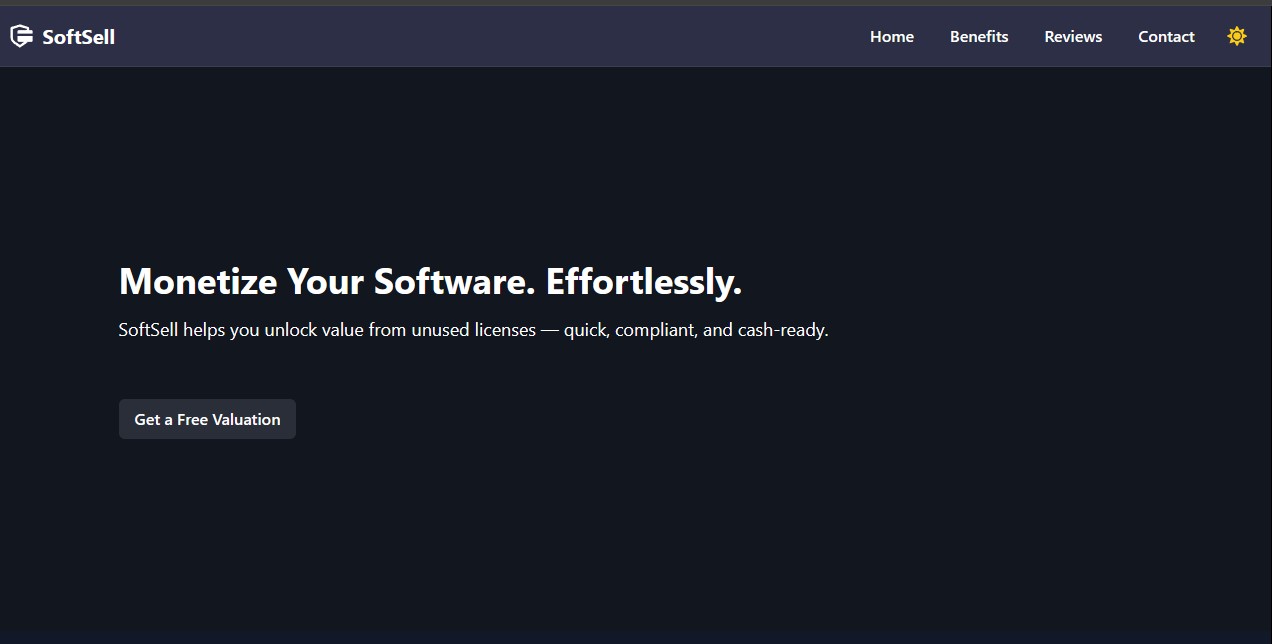 SoftSell
Home Benefits Reviews Contact
Monetize Your Software. Effortlessly.
SoftSell helps you unlock value from unused licenses — quick, compliant, and cash-ready.
Get a Free Valuation